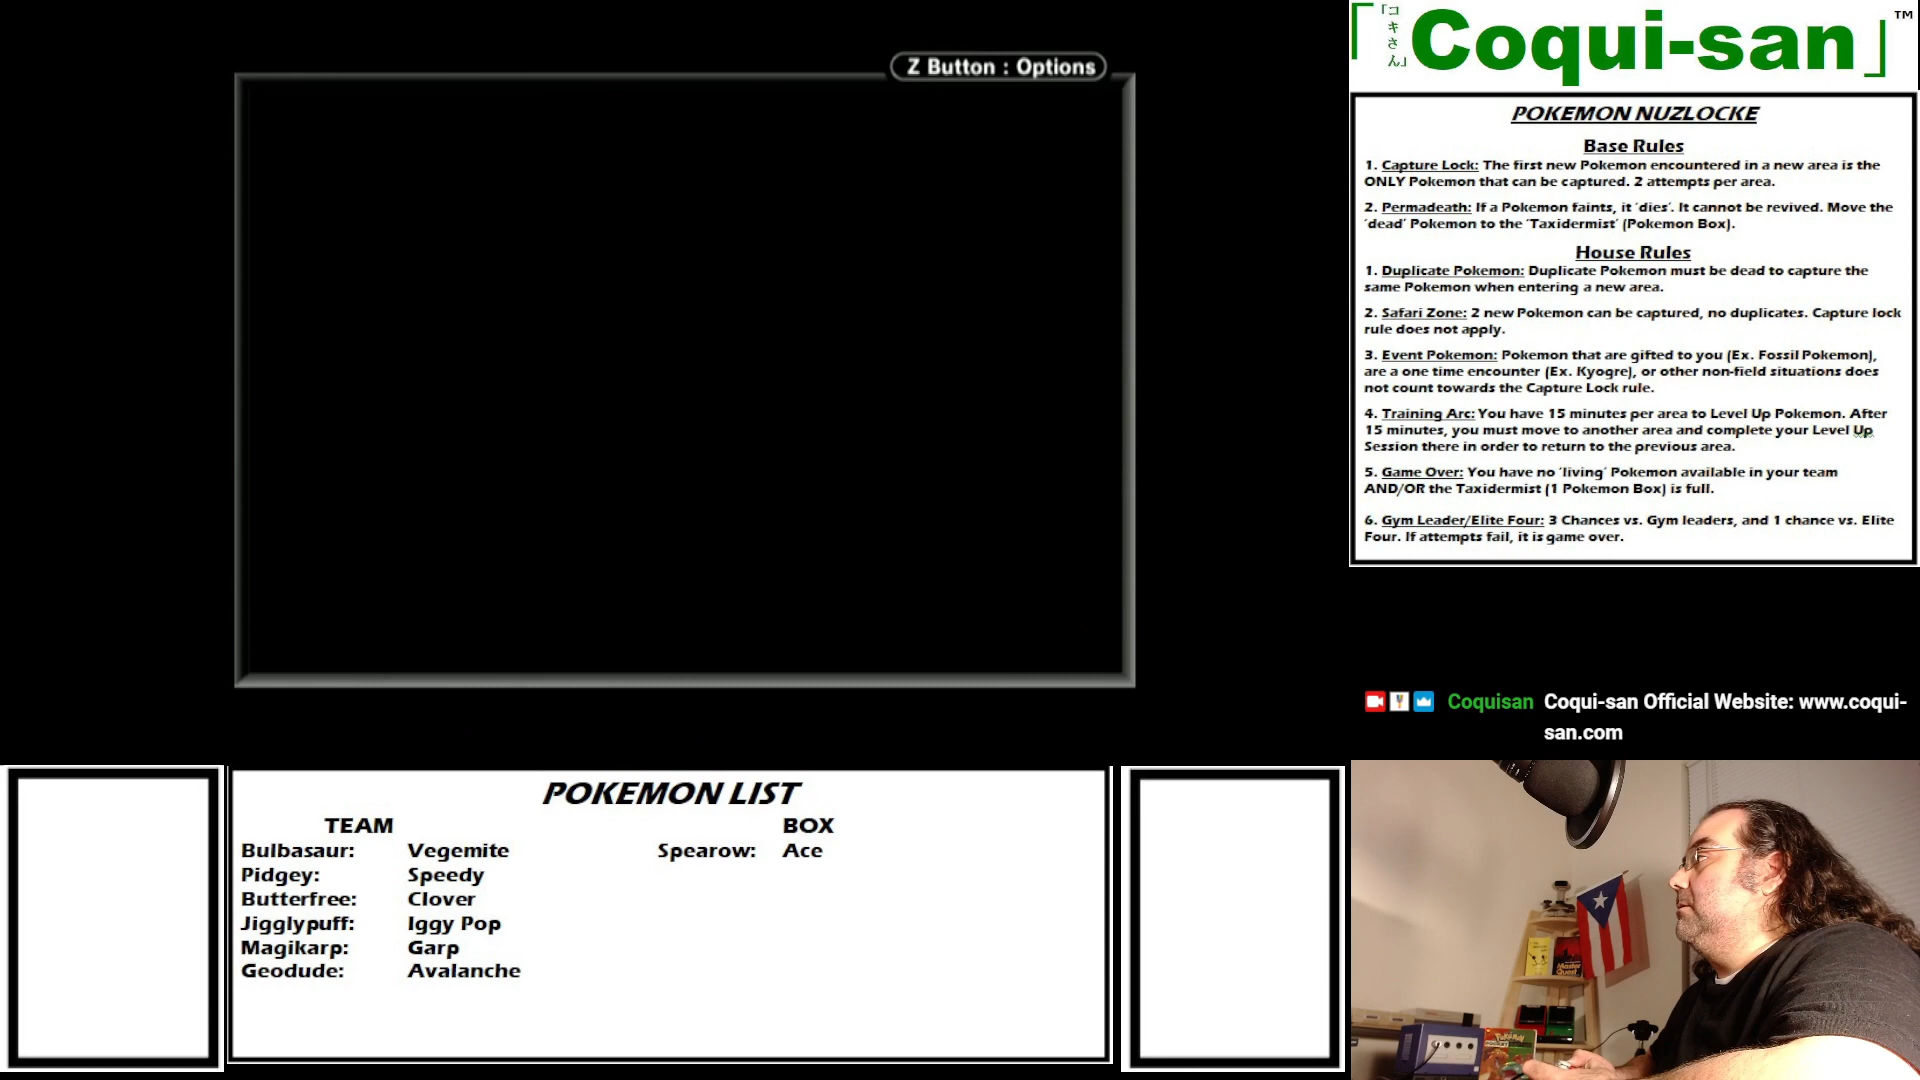 Z Button : Options
「コキさん」
「Coqui-san」™
POKEMON NUZLOCKE
Base Rules
1. Capture Lock: The first new Pokemon encountered in a new area is the
ONLY Pokemon that can be captured. 2 attempts per area.
2. Permadeath: If a Pokemon faints, it 'dies'. It cannot be revived. Move the
'dead' Pokemon to the 'Taxidermist' (Pokemon Box).
House Rules
1. Duplicate Pokemon: Duplicate Pokemon must be dead to capture the
same Pokemon when entering a new area.
2. Safari Zone: 2 new Pokemon can be captured, no duplicates. Capture lock
rule does not apply.
3. Event Pokemon: Pokemon that are gifted to you (Ex. Fossil Pokemon),
are a one time encounter (Ex. Kyogre), or other non-field situations does
not count towards the Capture Lock rule.
4. Training Arc: You have 15 minutes per area to Level Up Pokemon. After
15 minutes, you must move to another area and complete your Level Up
Session there in order to return to the previous area.
5. Game Over: You have no 'living' Pokemon available in your team
AND/OR the Taxidermist (1 Pokemon Box) is full.
6. Gym Leader/Elite Four: 3 Chances vs. Gym leaders, and 1 chance vs. Elite
Four. If attempts fail, it is game over.
Coquisan Coqui-san Official Website: www.coqui-
san.com
POKEMON LIST
TEAM BOX
Bulbasaur: Vegemite Spearow: Ace
Pidgey: Speedy
Butterfree: Clover
Jigglypuff: Iggy Pop
Magikarp: Garp
Geodude: Avalanche
Master
Quest
Pokémon